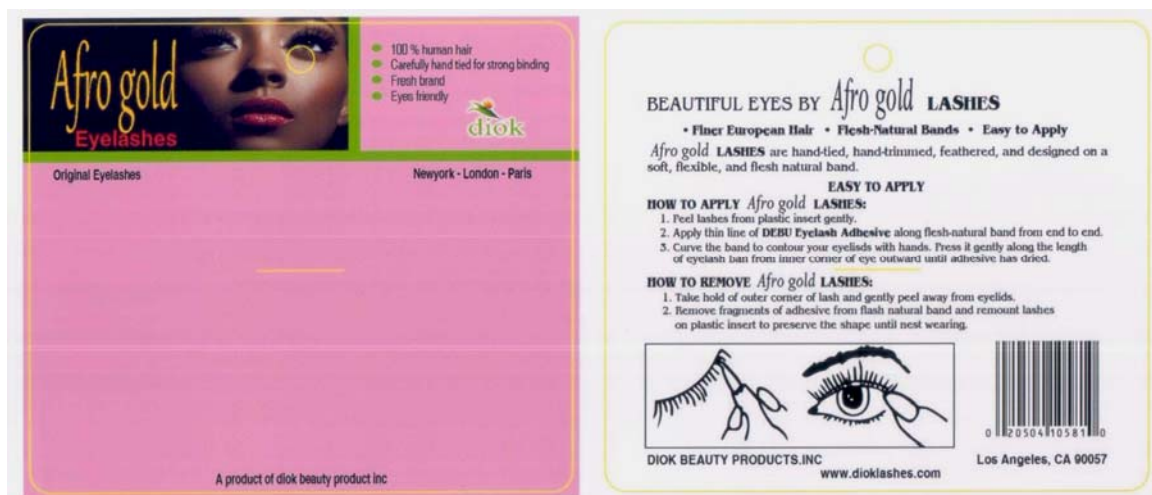 Afro gold
Eyelashes
100 % human hair
Carefully hand tied for strong binding
Fresh brand
Eyes friendly
diok
Original Eyelashes
Newyork - London - Paris
A product of diok beauty product inc
BEAUTIFUL EYES BY Afro gold LASHES
• Finer European Hair • Flesh-Natural Bands • Easy to Apply
Afro gold LASHES are hand-tied, hand-trimmed, feathered, and designed on a
soft, flexible, and flesh natural band.
EASY TO APPLY
HOW TO APPLY Afro gold LASHES:
1. Peel lashes from plastic insert gently.
2. Apply thin line of DEBU Eyelash Adhesive along flesh-natural band from end to end.
3. Curve the band to contour your eyelisds with hands. Press it gently along the length
of eyelash ban from inner corner of eye outward until adhesive has dried.
HOW TO REMOVE Afro gold LASHES:
1. Take hold of outer corner of lash and gently peel away from eyelids.
2. Remove fragments of adhesive from flash natural band and remount lashes
on plastic insert to preserve the shape until nest wearing.
0 20504 10581 0
DIOK BEAUTY PRODUCTS.INC
Los Angeles, CA 90057
www.dioklashes.com